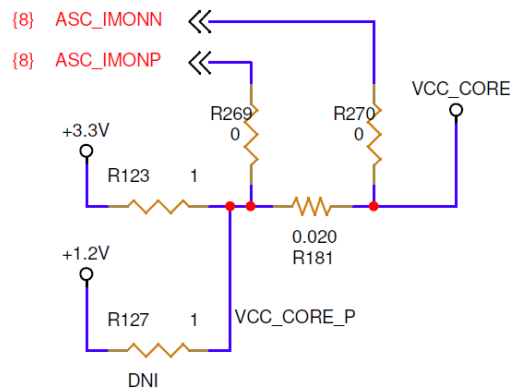 {8} ASC_IMONN
{8} ASC_IMONP
VCC_CORE
R269
0
R270
0
+3.3V
R123 1
0.020
R181
+1.2V
R127 1
VCC_CORE_P
DNI